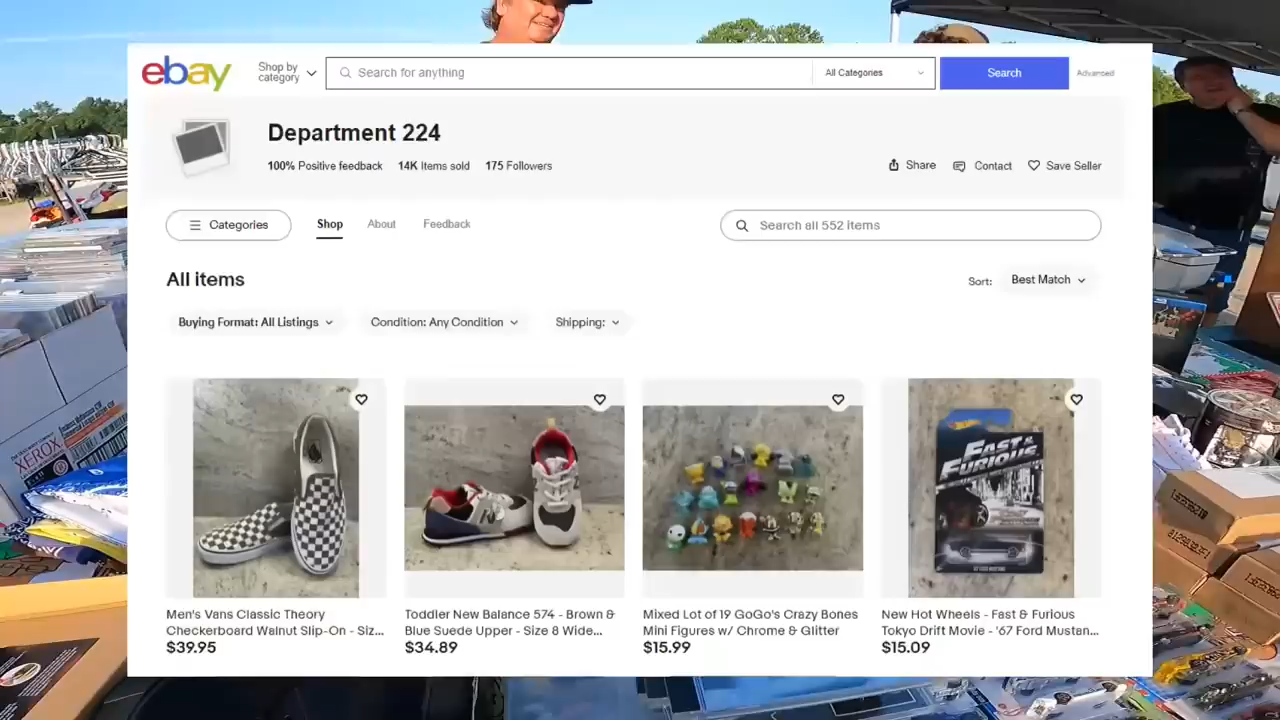 ebay
Shop by
category
Search for anything
All Categories
Search
Advanced
Department 224
100% Positive feedback 14K Items sold 175 Followers
Share Contact Save Seller
Categories Shop About Feedback
Search all 552 items
All items
Sort: Best Match
Buying Format: All Listings Condition: Any Condition Shipping:
FAST &
FURIOUS
XEROX
Men's Vans Classic Theory
Checkerboard Walnut Slip-On - Siz...
$39.95
Toddler New Balance 574 - Brown &
Blue Suede Upper - Size 8 Wide...
$34.89
Mixed Lot of 19 GoGo's Crazy Bones
Mini Figures w/ Chrome & Glitter
$15.99
New Hot Wheels - Fast & Furious
Tokyo Drift Movie - '67 Ford Mustan...
$15.09